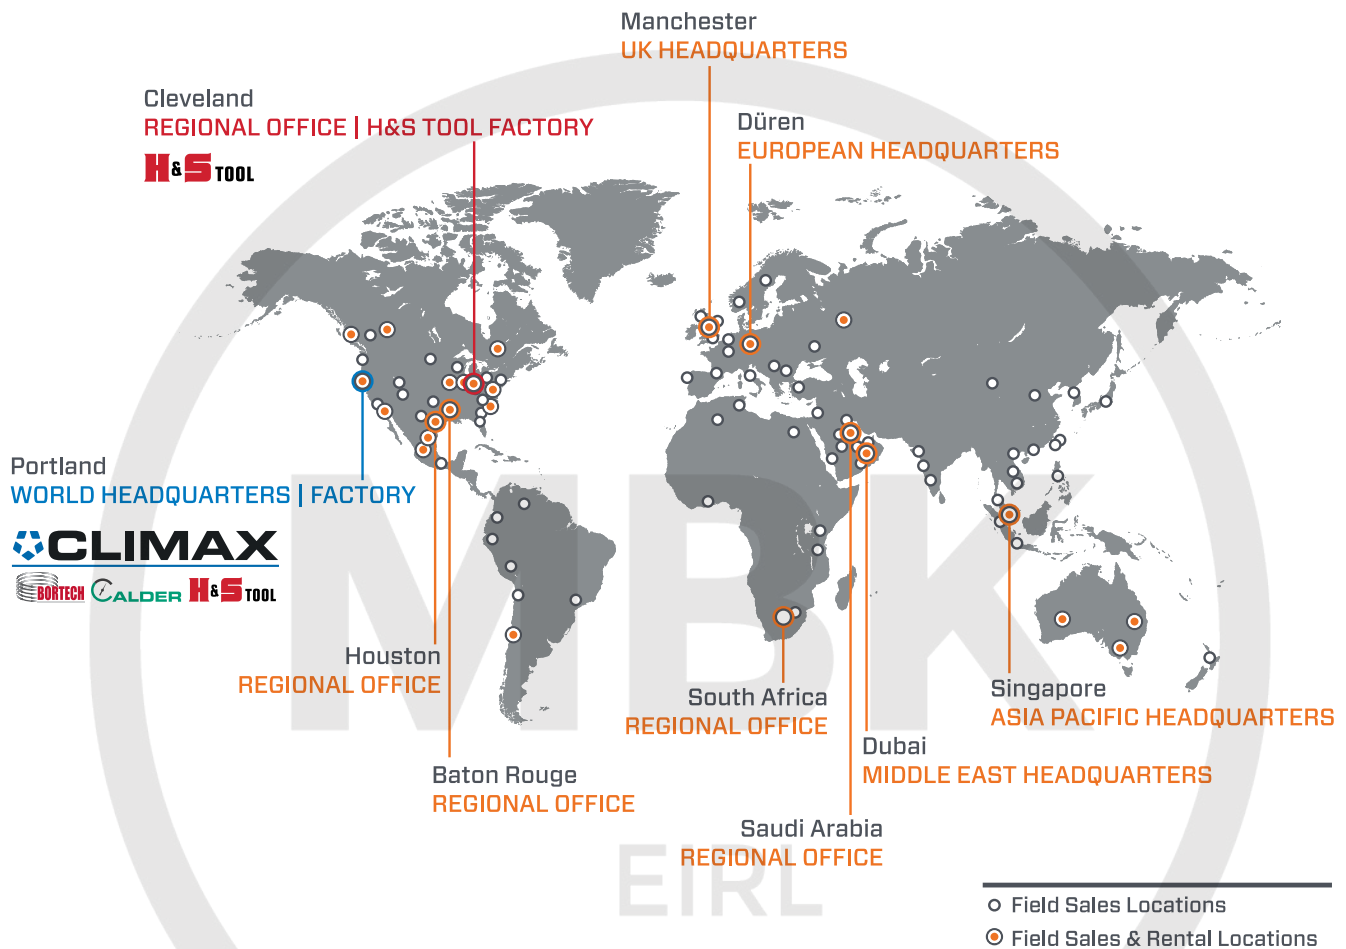 Manchester
UK HEADQUARTERS
Cleveland
REGIONAL OFFICE | H&S TOOL FACTORY
H&S TOOL
Düren
EUROPEAN HEADQUARTERS
Portland
WORLD HEADQUARTERS | FACTORY
CLIMAX
BORTECH CALDER H&S TOOL
Houston
REGIONAL OFFICE
Baton Rouge
REGIONAL OFFICE
South Africa
REGIONAL OFFICE
Singapore
ASIA PACIFIC HEADQUARTERS
Dubai
MIDDLE EAST HEADQUARTERS
Saudi Arabia
REGIONAL OFFICE
MBK
EIRL
Field Sales Locations
Field Sales & Rental Locations